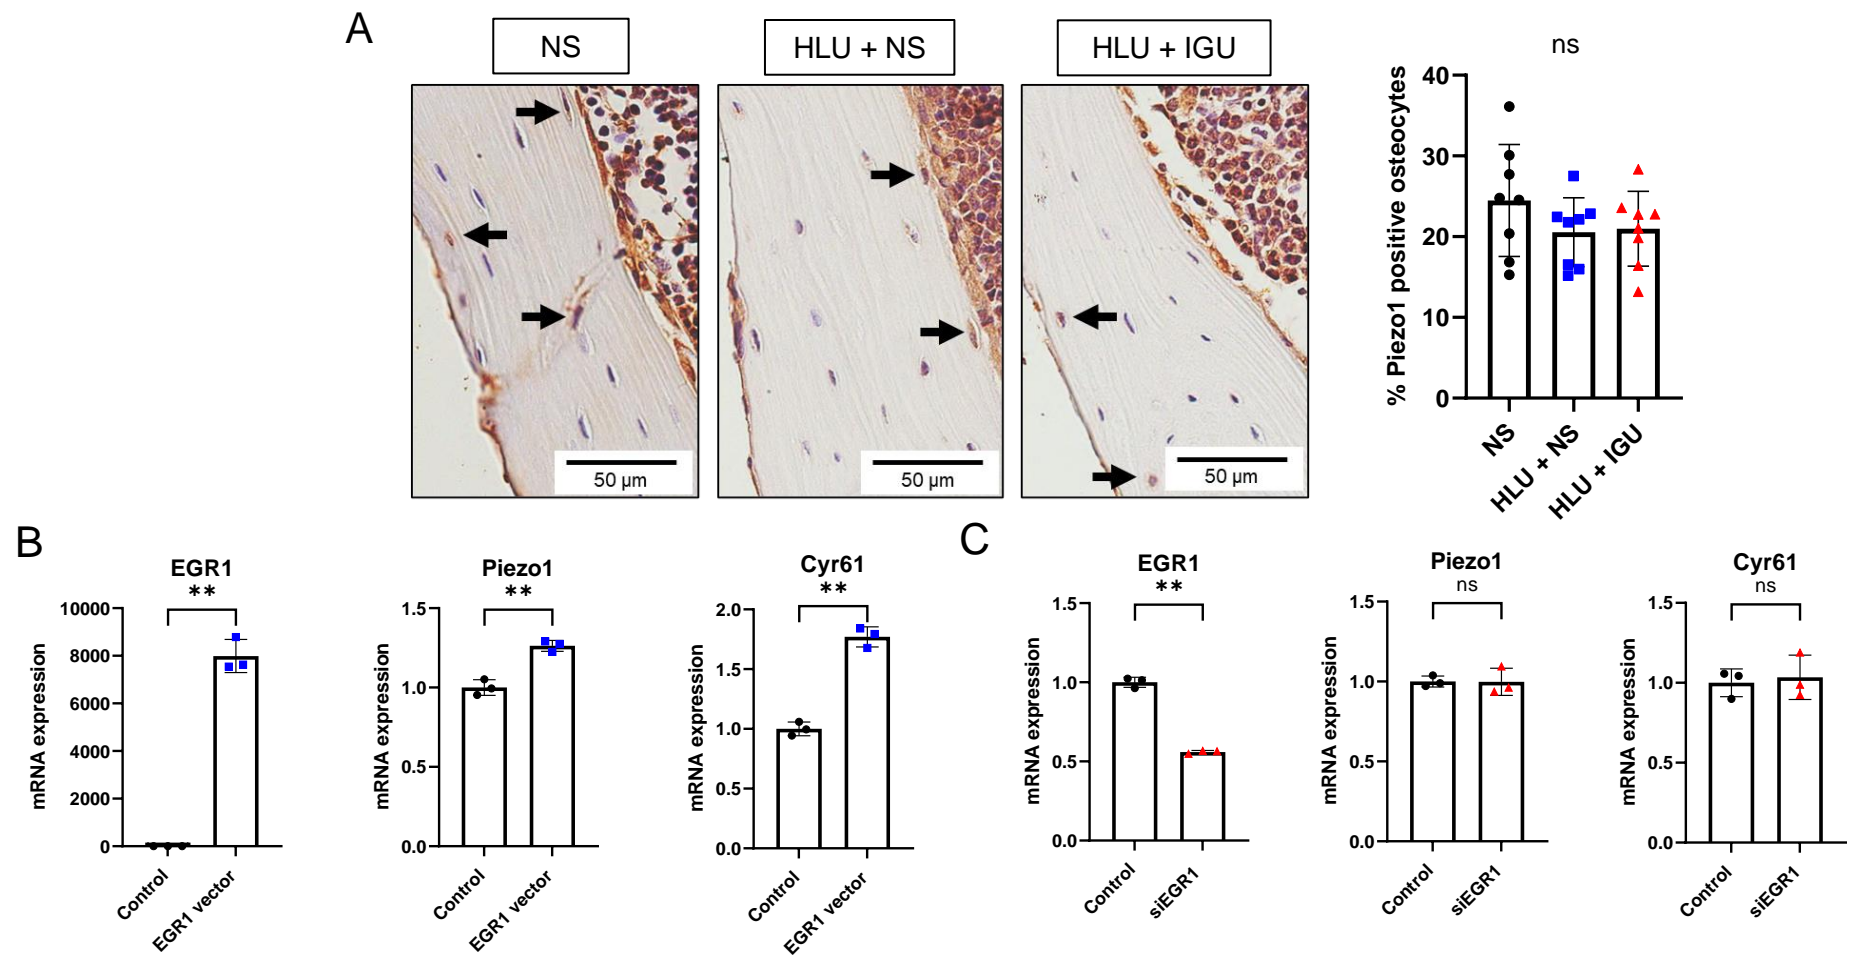 A
NS
HLU + NS
HLU + IGU
50 µm
50 µm
50 µm
ns
% Piezo1 positive osteocytes
40
30
20
10
0
NS
HLU + NS
HLU + IGU
B
EGR1
**
mRNA expression
10000
8000
6000
4000
2000
0
Control
EGR1 vector
Piezo1
**
mRNA expression
1.5
1.0
0.5
0.0
Control
EGR1 vector
Cyr61
**
mRNA expression
2.0
1.5
1.0
0.5
0.0
Control
EGR1 vector
C
EGR1
**
mRNA expression
1.5
1.0
0.5
0.0
Control
siEGR1
Piezo1
ns
mRNA expression
1.5
1.0
0.5
0.0
Control
siEGR1
Cyr61
ns
mRNA expression
1.5
1.0
0.5
0.0
Control
siEGR1